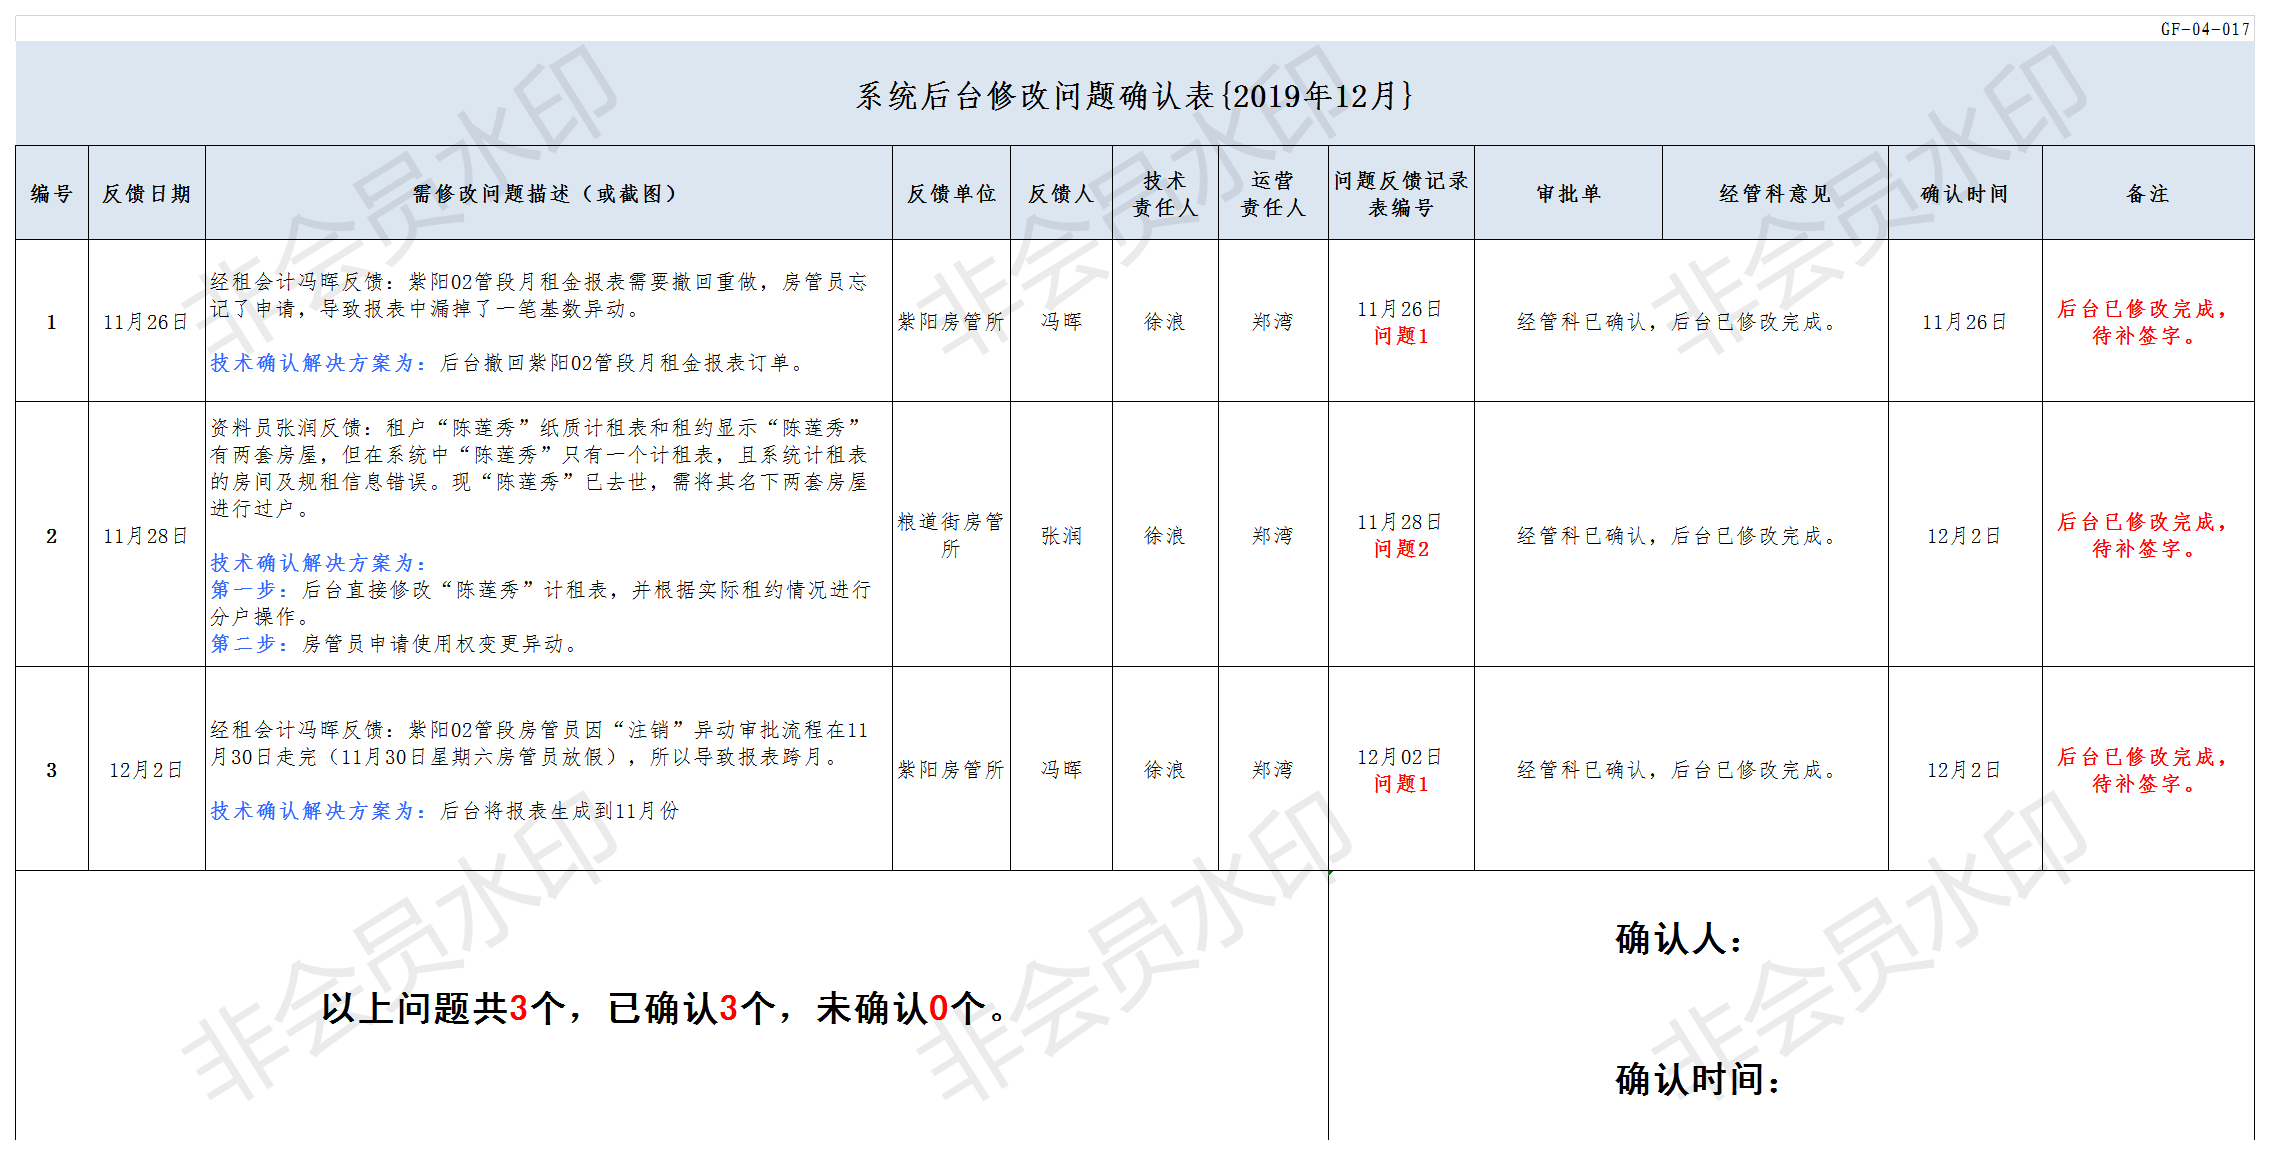 GF-04-017
系统后台修改问题确认表{2019年12月}
编号 反馈日期 需修改问题描述（或截图） 反馈单位 反馈人 技术责任人 运营责任人 问题反馈记录表编号 审批单 经管科意见 确认时间 备注
1
11月26日
经租会计冯晖反馈：紫阳02管段月租金报表需要撤回重做，房管员忘
记了申请，导致报表中漏掉了一笔基数异动。
技术确认解决方案为：后台撤回紫阳02管段月租金报表订单。
紫阳房管所
冯晖
徐浪
郑湾
11月26日
问题1
经管科已确认，后台已修改完成。
11月26日
后台已修改完成，
待补签字。
2
11月28日
资料员张润反馈：租户“陈莲秀”纸质计租表和租约显示“陈莲秀”
有两套房屋，但在系统中“陈莲秀”只有一个计租表，且系统计租表
的房间及规租信息错误。现“陈莲秀”已去世，需将其名下两套房屋
进行过户。
技术确认解决方案为：
第一步：后台直接修改“陈莲秀”计租表，并根据实际租约情况进行
分户操作。
第二步：房管员申请使用权变更异动。
粮道街房管
所
张润
徐浪
郑湾
11月28日
问题2
经管科已确认，后台已修改完成。
12月2日
后台已修改完成，
待补签字。
3
12月2日
经租会计冯晖反馈：紫阳02管段房管员因“注销”异动审批流程在11
月30日走完（11月30日星期六房管员放假），所以导致报表跨月。
技术确认解决方案为：后台将报表生成到11月份
紫阳房管所
冯晖
徐浪
郑湾
12月02日
问题1
经管科已确认，后台已修改完成。
12月2日
后台已修改完成，
待补签字。
以上问题共3个，已确认3个，未确认0个。
确认人：
确认时间：
非会员水印
非会员水印
非会员水印
非会员水印
非会员水印
非会员水印